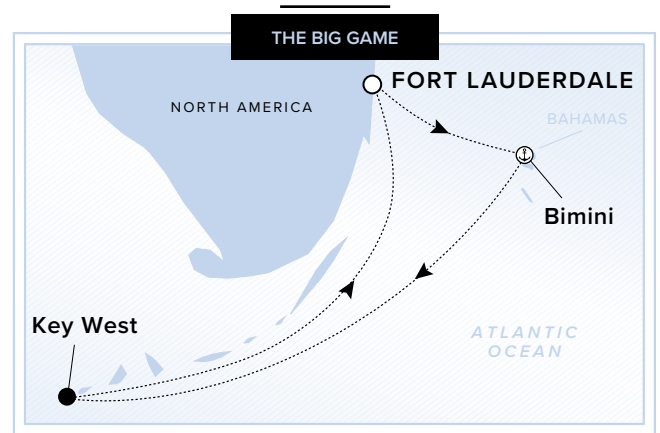 THE BIG GAME
FORT LAUDERDALE
NORTH AMERICA
BAHAMAS
Bimini
Key West
ATLANTIC
OCEAN